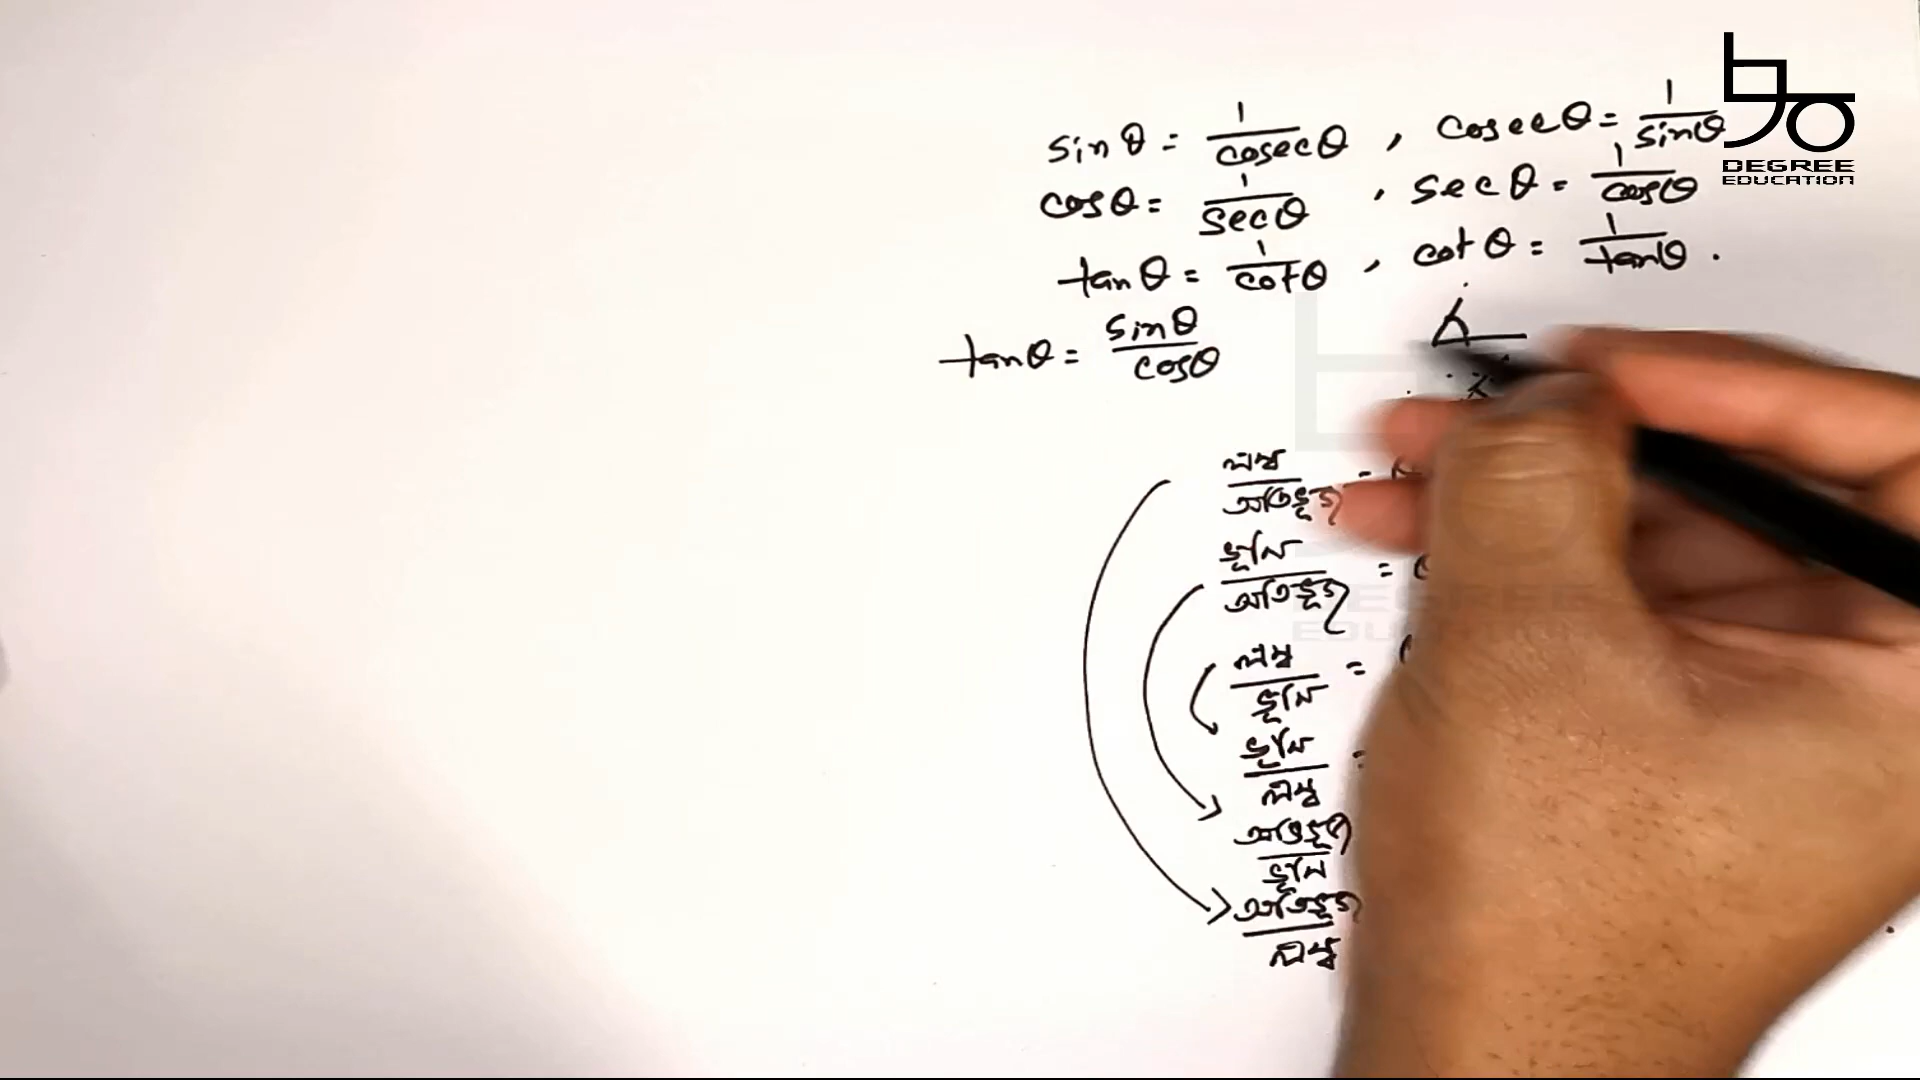 sinθ = 1/cosecθ , cosecθ = 1/sinθ
cosθ = 1/secθ , secθ = 1/cosθ
tanθ = 1/cotθ , cotθ = 1/tanθ .
tanθ = sinθ/cosθ
লম্ব/অতিভূজ =
ভূমি/অতিভূজ =
লম্ব/ভূমি =
ভূমি/লম্ব =
অতিভূজ/ভূমি
অতিভূজ/লম্ব
DEGREE
EDUCATION